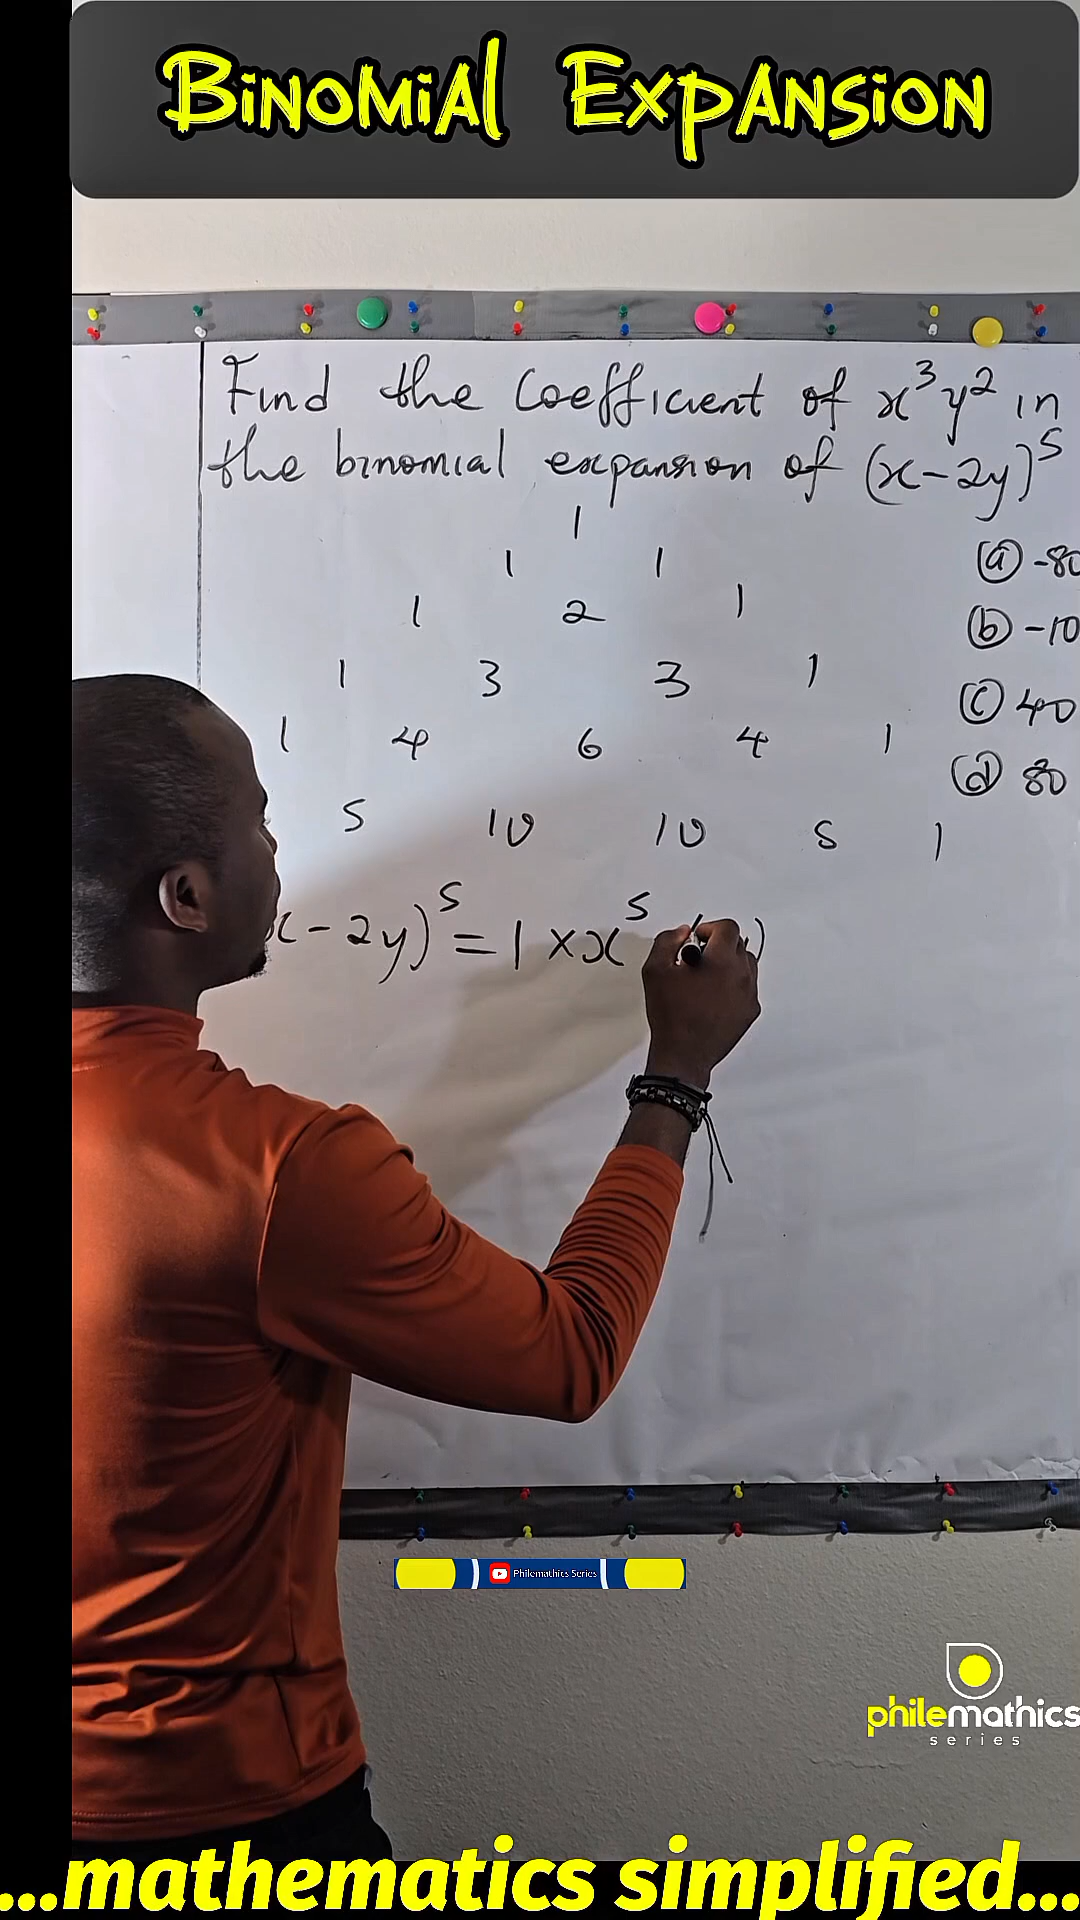 Binomial Expansion
Find the coefficient of x³y² in
the binomial expansion of (x-2y)⁵
1
1 1
1 2 1
1 3 3 1
1 4 6 4 1
5 10 10 5 1
(a) -80
(b) -10
(c) 40
(d) 80
x-2y)⁵ = 1 × x⁵
Philemathics Series
philemathics
series
...mathematics simplified...